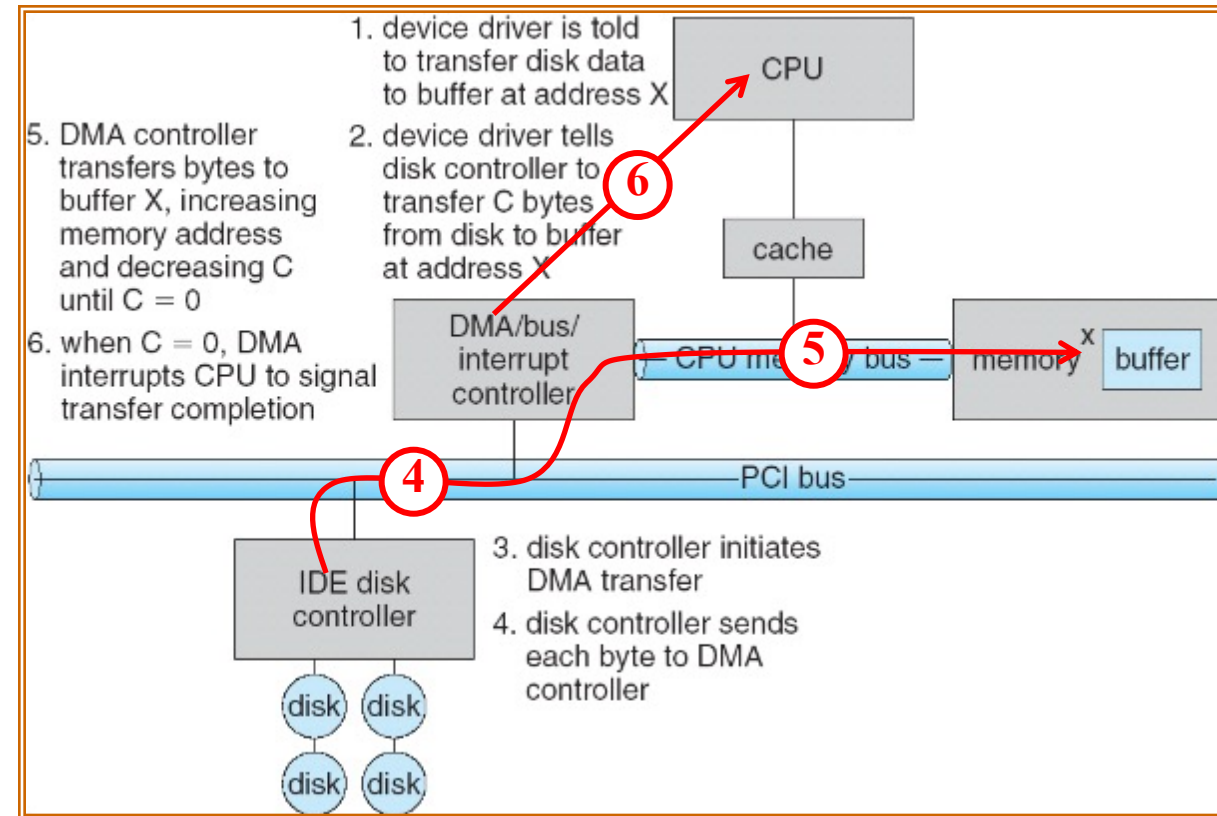 1. device driver is told
to transfer disk data
to buffer at address X
CPU
5. DMA controller
transfers bytes to
buffer X, increasing
memory address
and decreasing C
until C = 0
2. device driver tells
disk controller to
transfer C bytes
from disk to buffer
at address X
6
cache
6. when C = 0, DMA
interrupts CPU to signal
transfer completion
DMA/bus/
interrupt
controller
CPU memory bus
5
memory
x
buffer
4
PCI bus
IDE disk
controller
3. disk controller initiates
DMA transfer
4. disk controller sends
each byte to DMA
controller
disk
disk
disk
disk